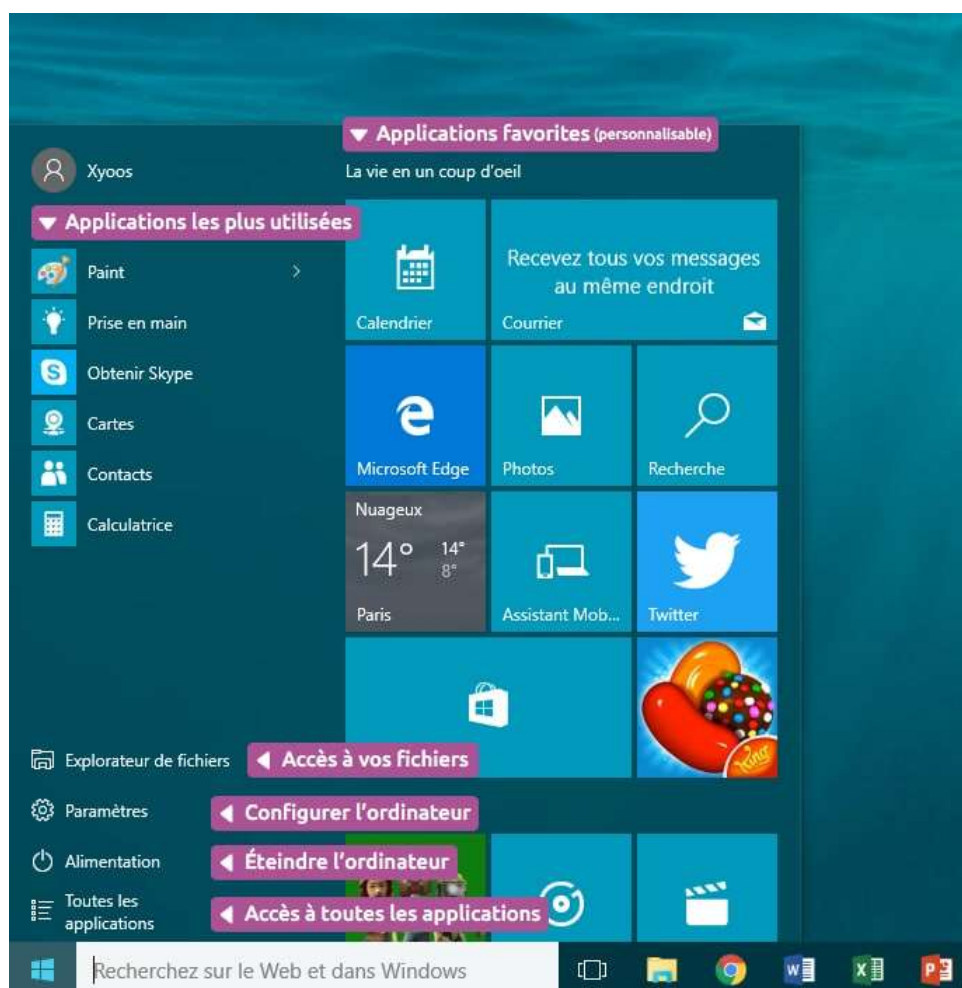 Applications favorites (personnalisable)
Xyoos
La vie en un coup d'oeil
Applications les plus utilisées
Paint
Prise en main
Obtenir Skype
Cartes
Contacts
Calculatrice
Calendrier
Recevez tous vos messages
au même endroit
Courrier
Microsoft Edge
Photos
Recherche
Nuageux
14° 14°
8°
Paris
Assistant Mob...
Twitter
King
Explorateur de fichiers
Accès à vos fichiers
Paramètres
Configurer l'ordinateur
Alimentation
Éteindre l'ordinateur
Toutes les
applications
Accès à toutes les applications
Recherchez sur le Web et dans Windows